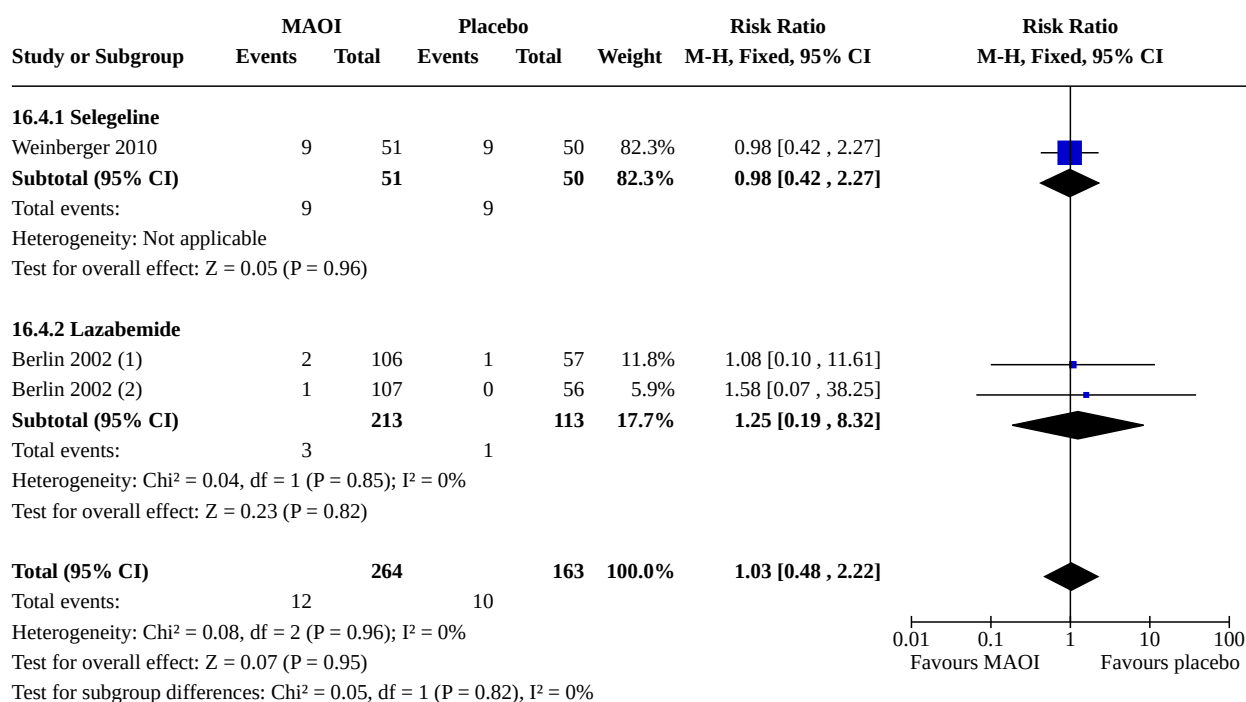 MAOI Placebo Risk Ratio Risk Ratio
Study or Subgroup Events Total Events Total Weight M-H, Fixed, 95% CI M-H, Fixed, 95% CI
16.4.1 Selegeline
Weinberger 2010 9 51 9 50 82.3% 0.98 [0.42 , 2.27]
Subtotal (95% CI) 51 50 82.3% 0.98 [0.42 , 2.27]
Total events: 9 9
Heterogeneity: Not applicable
Test for overall effect: Z = 0.05 (P = 0.96)
16.4.2 Lazabemide
Berlin 2002 (1) 2 106 1 57 11.8% 1.08 [0.10 , 11.61]
Berlin 2002 (2) 1 107 0 56 5.9% 1.58 [0.07 , 38.25]
Subtotal (95% CI) 213 113 17.7% 1.25 [0.19 , 8.32]
Total events: 3 1
Heterogeneity: Chi² = 0.04, df = 1 (P = 0.85); I² = 0%
Test for overall effect: Z = 0.23 (P = 0.82)
Total (95% CI) 264 163 100.0% 1.03 [0.48 , 2.22]
Total events: 12 10
Heterogeneity: Chi² = 0.08, df = 2 (P = 0.96); I² = 0% 0.01 0.1 1 10 100
Test for overall effect: Z = 0.07 (P = 0.95) Favours MAOI Favours placebo
Test for subgroup differences: Chi² = 0.05, df = 1 (P = 0.82), I² = 0%